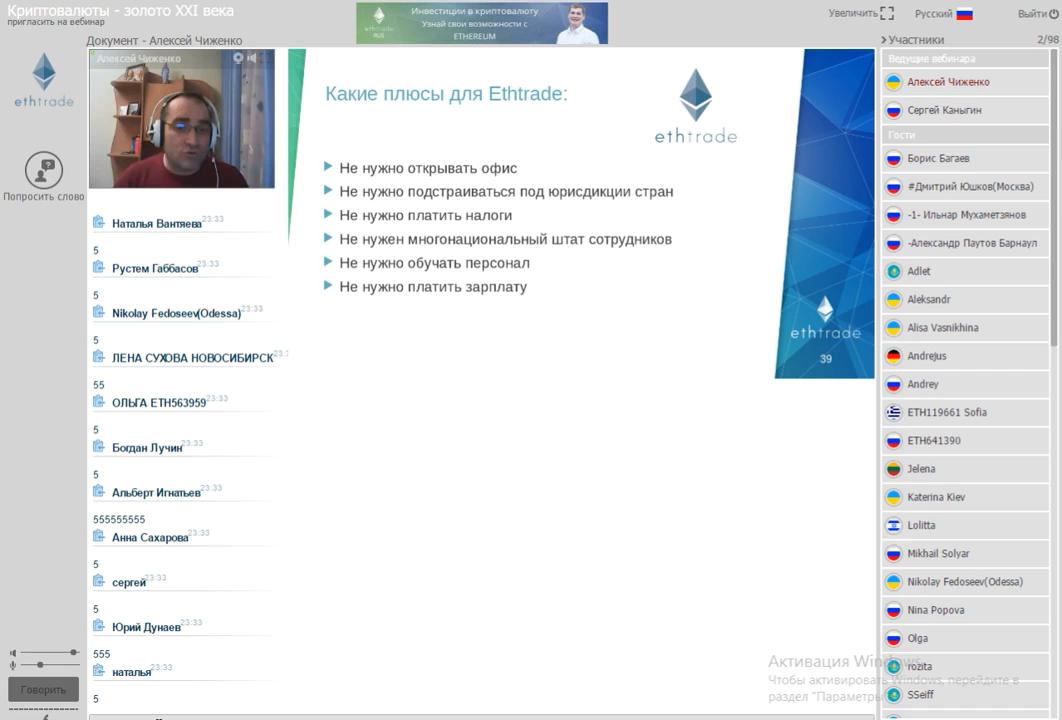 Криптовалюты - золото XXI века
пригласить на вебинар
Инвестиции в криптовалюту
Узнай свои возможности с
ETHEREUM
RUS
Увеличить
Русский
Выйти
Документ - Алексей Чиженко
Участники 2/98
ethtrade
Попросить слово
Говорить
Алексей Чиженко
Наталья Вантяева 23:33
5
Рустем Габбасов 23:33
5
Nikolay Fedoseev(Odessa) 23:33
5
ЛЕНА СУХОВА НОВОСИБИРСК 23:
55
ОЛЬГА ETH563959 23:33
5
Богдан Лучин 23:33
5
Альберт Игнатьев 23:33
555555555
Анна Сахарова 23:33
5
сергей 23:33
5
Юрий Дунаев 23:33
555
наталья 23:33
5
Какие плюсы для Ethtrade:
ethtrade
Не нужно открывать офис
Не нужно подстраиваться под юрисдикции стран
Не нужно платить налоги
Не нужен многонациональный штат сотрудников
Не нужно обучать персонал
Не нужно платить зарплату
ethtrade
39
Ведущие вебинара
Алексей Чиженко
Сергей Каныгин
Гости
Борис Багаев
#Дмитрий Юшков(Москва)
-1- Ильнар Мухаметзянов
-Александр Паутов Барнаул
Adlet
Aleksandr
Alisa Vasnikhina
Andrejus
Andrey
ETH119661 Sofia
ETH641390
Jelena
Katerina Kiev
Lolitta
Mikhail Solyar
Nikolay Fedoseev(Odessa)
Nina Popova
Olga
rozita
SSeiff
Активация Windows
Чтобы активировать Windows, перейдите в
раздел "Параметры